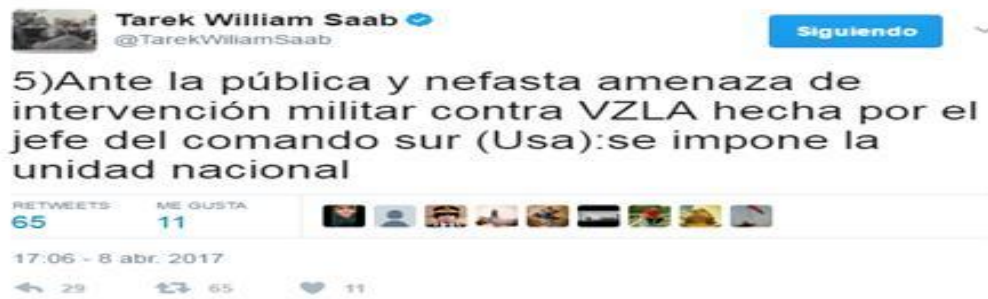 Tarek William Saab
@TarekWiliamSaab
Siguiendo
5)Ante la pública y nefasta amenaza de
intervención militar contra VZLA hecha por el
jefe del comando sur (Usa):se impone la
unidad nacional
RETWEETS ME GUSTA
65 11
17:06 - 8 abr. 2017
29 65 11